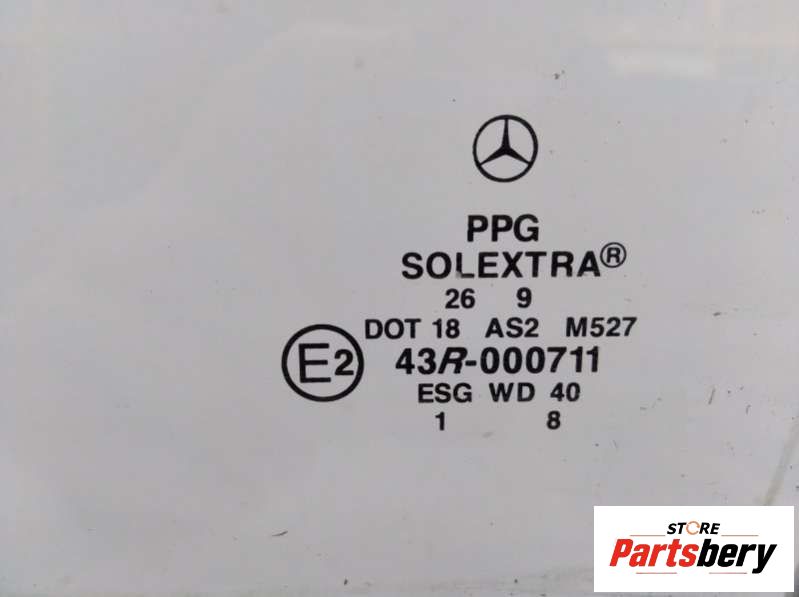 PPG
SOLEXTRA®
26 9
DOT 18 AS2 M527
E2 43R-000711
ESG WD 40
1 8
STORE
Partsbery